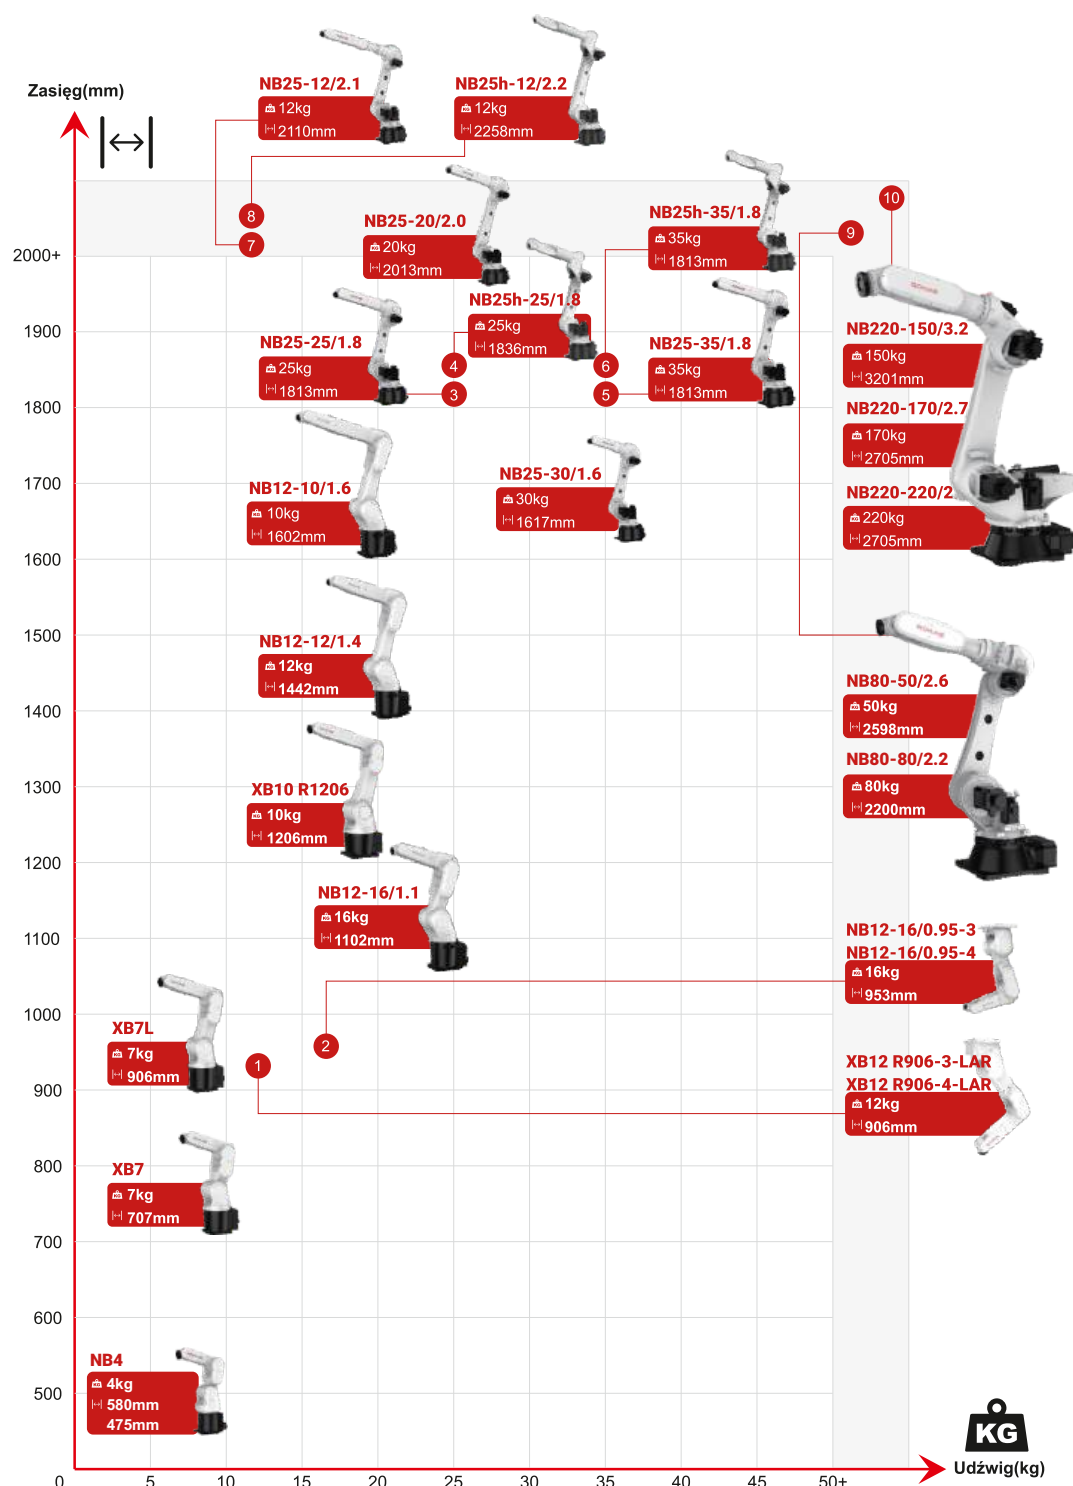 Zasięg(mm)
NB25-12/2.1
12kg
2110mm
NB25h-12/2.2
12kg
2258mm
8
7
NB25-20/2.0
20kg
2013mm
NB25h-35/1.8
35kg
1813mm
10
9
2000+
NB25h-25/1.8
25kg
1836mm
1900
NB25-25/1.8
25kg
1813mm
4
3
6
5
NB25-35/1.8
35kg
1813mm
NB220-150/3.2
150kg
3201mm
NB220-170/2.7
170kg
2705mm
NB220-220/2
220kg
2705mm
1800
1700
NB12-10/1.6
10kg
1602mm
NB25-30/1.6
30kg
1617mm
1600
1500
NB12-12/1.4
12kg
1442mm
NB80-50/2.6
50kg
2598mm
NB80-80/2.2
80kg
2200mm
1400
1300
XB10 R1206
10kg
1206mm
1200
NB12-16/1.1
16kg
1102mm
1100
NB12-16/0.95-3
NB12-16/0.95-4
16kg
953mm
1000
XB7L
7kg
906mm
2
1
XB12 R906-3-LAR
XB12 R906-4-LAR
12kg
906mm
900
800
XB7
7kg
707mm
700
600
NB4
4kg
580mm
475mm
500
KG
Udźwig(kg)
0 5 10 20 25 30 35 40 45 50+